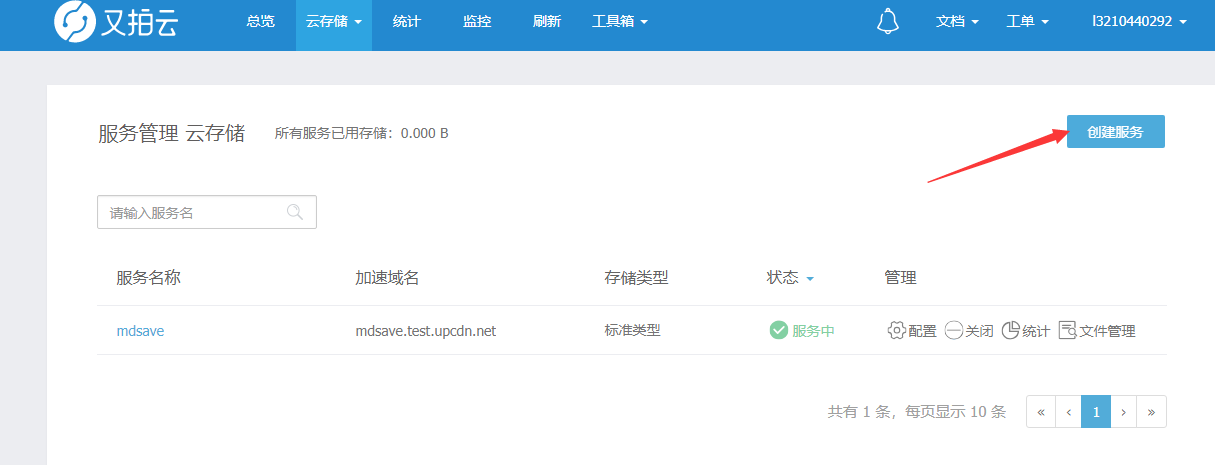 又拍云 总览 云存储 统计 监控 刷新 工具箱 文档 工单 l3210440292
服务管理 云存储 所有服务已用存储：0.000 B 创建服务
请输入服务名
服务名称 加速域名 存储类型 状态 管理
mdsave mdsave.test.upcdn.net 标准类型 服务中 配置 关闭 统计 文件管理
共有 1 条，每页显示 10 条 « ‹ 1 › »